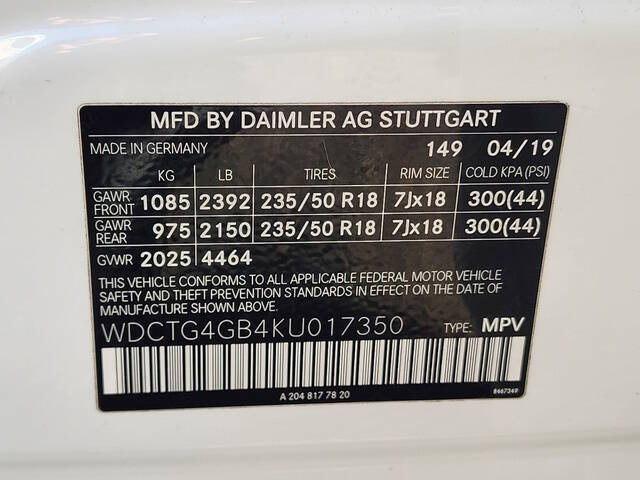 MFD BY DAIMLER AG STUTTGART
MADE IN GERMANY 149 04/19
KG LB TIRES RIM SIZE COLD KPA (PSI)
GAWR FRONT 1085 2392 235/50 R18 7Jx18 300(44)
GAWR REAR 975 2150 235/50 R18 7Jx18 300(44)
GVWR 2025 4464
THIS VEHICLE CONFORMS TO ALL APPLICABLE FEDERAL MOTOR VEHICLE
SAFETY AND THEFT PREVENTION STANDARDS IN EFFECT ON THE DATE OF
MANUFACTURE SHOWN ABOVE.
WDCTG4GB4KU017350 TYPE: MPV
A 204 817 78 20 8467349